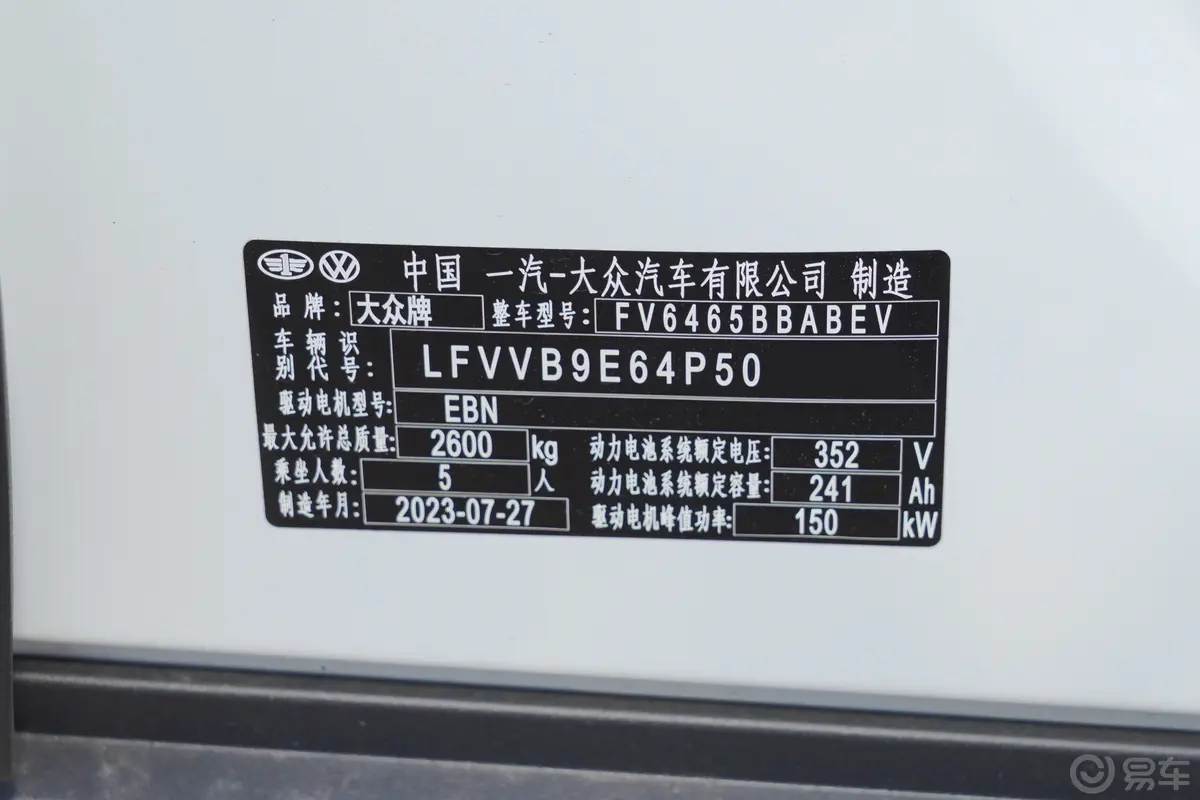 中国 一汽-大众汽车有限公司 制造
品牌: 大众牌 整车型号: FV6465BBABEV
车辆识别代号: LFVVB9E64P50
驱动电机型号: EBN
最大允许总质量: 2600 kg 动力电池系统额定电压: 352 V
乘坐人数: 5 人 动力电池系统额定容量: 241 Ah
制造年月: 2023-07-27 驱动电机峰值功率: 150 kW
易车